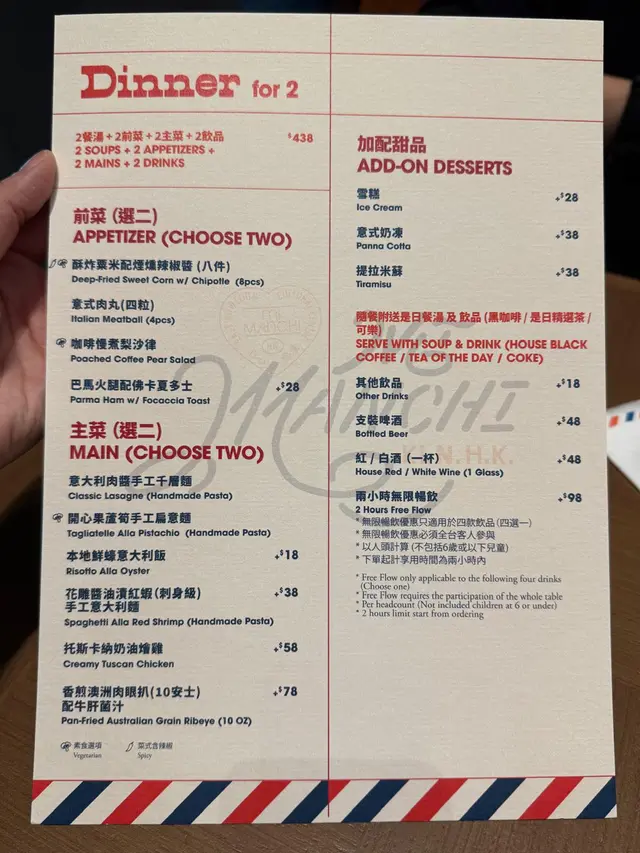 Dinner for 2
2餐湯+2前菜+2主菜+2飲品
$438
2 SOUPS + 2 APPETIZERS +
2 MAINS + 2 DRINKS
前菜 (選二)
APPETIZER (CHOOSE TWO)
酥炸粟米配煙燻辣椒醬 (八件)
Deep-Fried Sweet Corn w/ Chipotle (8pcs)
意式肉丸(四粒)
Italian Meatball (4pcs)
咖啡慢煮梨沙律
Poached Coffee Pear Salad
巴馬火腿配佛卡夏多士
+$28
Parma Ham w/ Focaccia Toast
主菜 (選二)
MAIN (CHOOSE TWO)
意大利肉醬手工千層麵
Classic Lasagne (Handmade Pasta)
開心果蘆筍手工扁意麵
Tagliatelle Alla Pistachio (Handmade Pasta)
本地鮮蠔意大利飯
+$18
Risotto Alla Oyster
花雕醬油漬紅蝦(刺身級)
+$38
手工意大利麵
Spaghetti Alla Red Shrimp (Handmade Pasta)
托斯卡納奶油燴雞
+$58
Creamy Tuscan Chicken
香煎澳洲肉眼扒(10安士)
+$78
配牛肝菌汁
Pan-Fried Australian Grain Ribeye (10 OZ)
素食選項
Vegetarian
菜式含辣椒
Spicy
加配甜品
ADD-ON DESSERTS
雪糕
+$28
Ice Cream
意式奶凍
+$38
Panna Cotta
提拉米蘇
+$38
Tiramisu
隨餐附送是日餐湯 及 飲品 (黑咖啡 / 是日精選茶 /
可樂)
SERVE WITH SOUP & DRINK (HOUSE BLACK
COFFEE / TEA OF THE DAY / COKE)
其他飲品
+$18
Other Drinks
支裝啤酒
+$48
Bottled Beer
紅 / 白酒 (一杯)
+$48
House Red / White Wine (1 Glass)
兩小時無限暢飲
+$98
2 Hours Free Flow
* 無限暢飲優惠只適用於四款飲品 (四選一)
* 無限暢飲優惠必須全台客人參與
* 以人頭計算 (不包括6歲或以下兒童)
* 下單起計享用時間為兩小時內
* Free Flow only applicable to the following four drinks
(Choose one)
* Free Flow requires the participation of the whole table
* Per headcount (Not included children at 6 or under)
* 2 hours limit start from ordering
MANCHI
KLN.H.K.